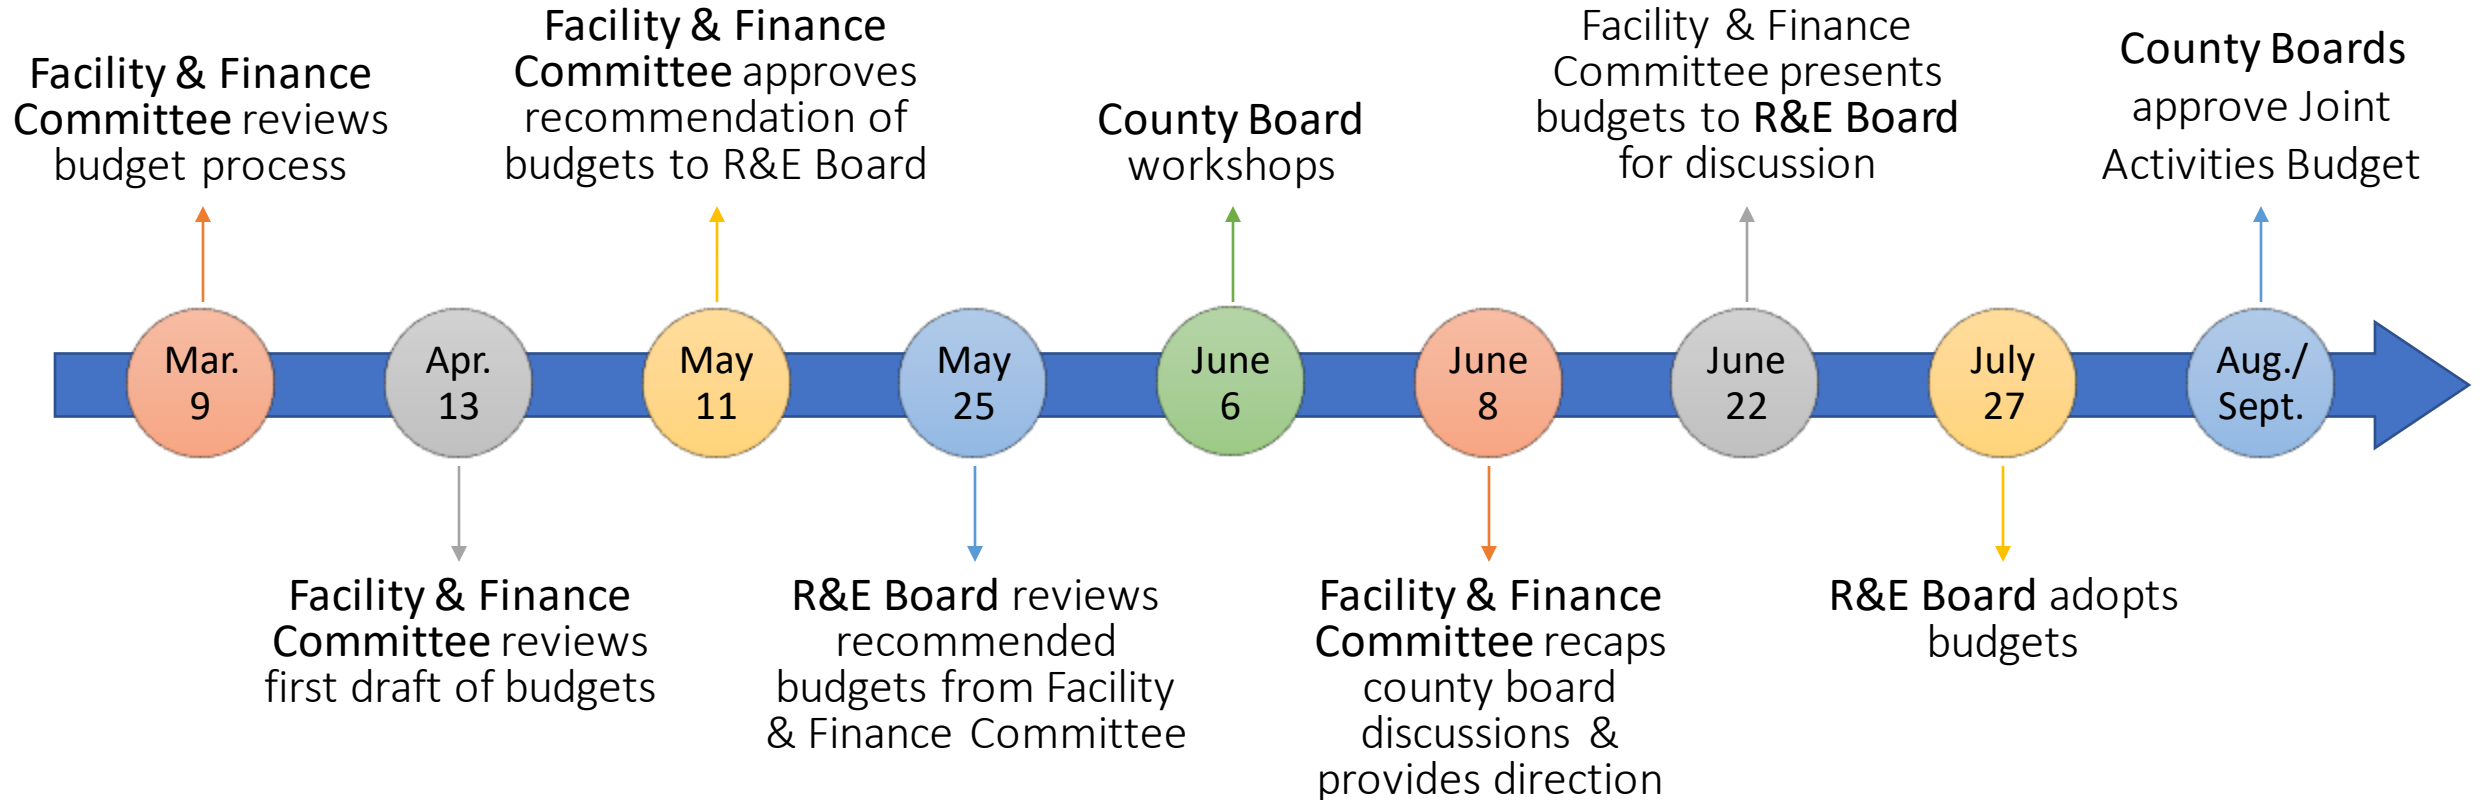 Facility & Finance
Committee reviews
budget process
Facility & Finance
Committee approves
recommendation of
budgets to R&E Board
County Board
workshops
Facility & Finance
Committee presents
budgets to R&E Board
for discussion
County Boards
approve Joint
Activities Budget
Mar.
9
Apr.
13
May
11
May
25
June
6
June
8
June
22
July
27
Aug./
Sept.
Facility & Finance
Committee reviews
first draft of budgets
R&E Board reviews
recommended
budgets from Facility
& Finance Committee
Facility & Finance
Committee recaps
county board
discussions &
provides direction
R&E Board adopts
budgets